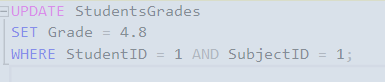 UPDATE StudentsGrades
SET Grade = 4.8
WHERE StudentID = 1 AND SubjectID = 1;